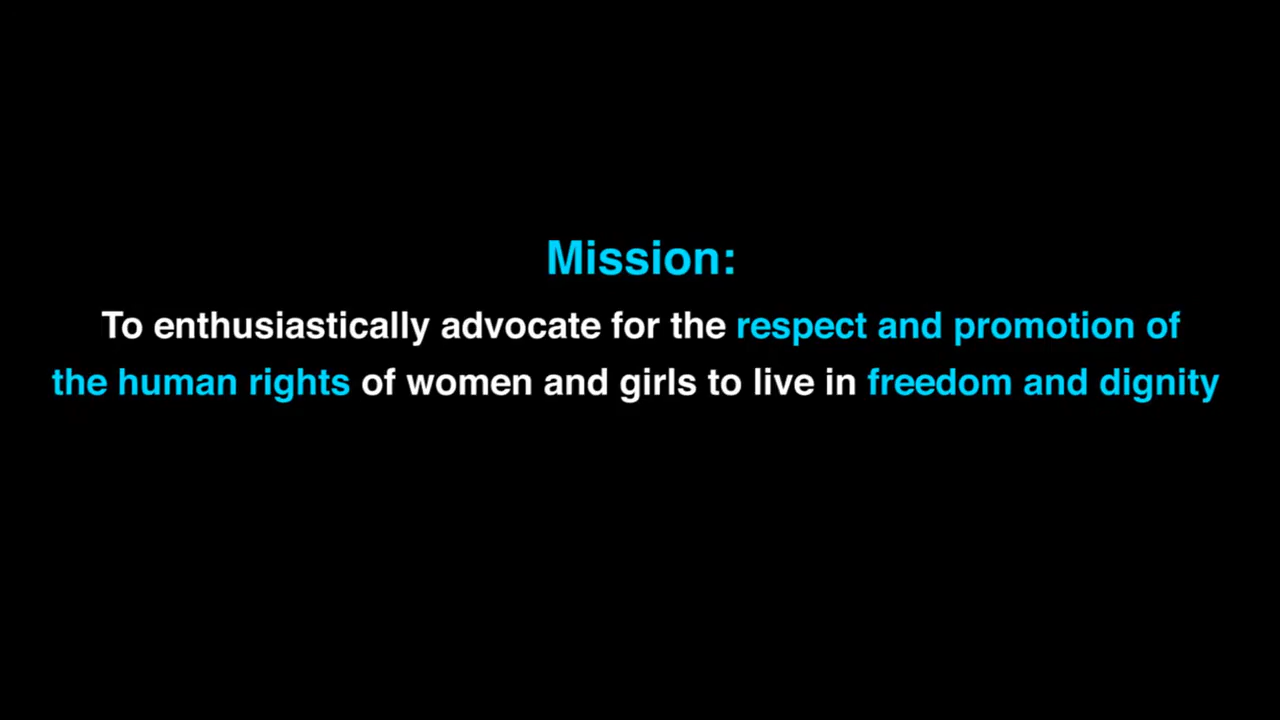 Mission:
To enthusiastically advocate for the respect and promotion of
the human rights of women and girls to live in freedom and dignity